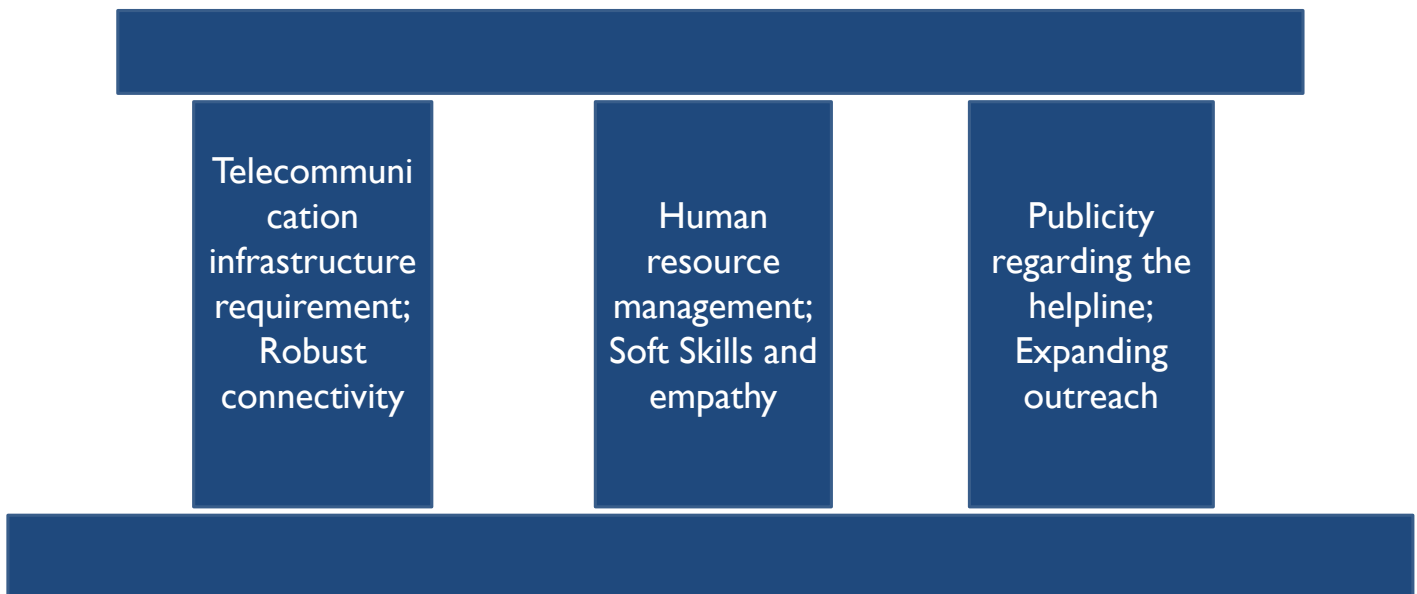 Telecommuni
cation
infrastructure
requirement;
Robust
connectivity
Human
resource
management;
Soft Skills and
empathy
Publicity
regarding the
helpline;
Expanding
outreach